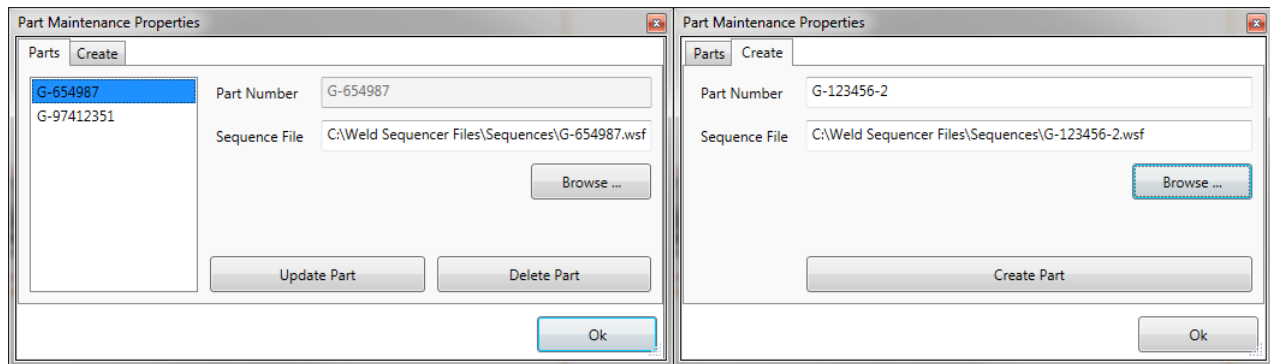 Part Maintenance Properties
Parts Create
G-654987
G-97412351
Part Number G-654987
Sequence File C:\Weld Sequencer Files\Sequences\G-654987.wsf
Browse ...
Update Part Delete Part
Ok
Part Maintenance Properties
Parts Create
Part Number G-123456-2
Sequence File C:\Weld Sequencer Files\Sequences\G-123456-2.wsf
Browse ...
Create Part
Ok